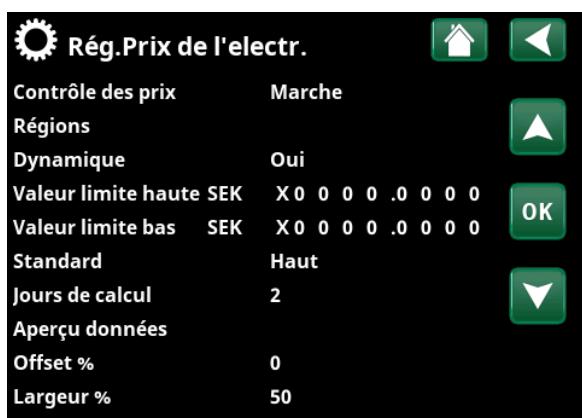 Rég.Prix de l'electr.
Contrôle des prix Marche
Régions
Dynamique Oui
Valeur limite haute SEK X 0 0 0 0 .0 0 0 0
Valeur limite bas SEK X 0 0 0 0 .0 0 0 0
OK
Standard Haut
Jours de calcul 2
Aperçu données
Offset % 0
Largeur % 50